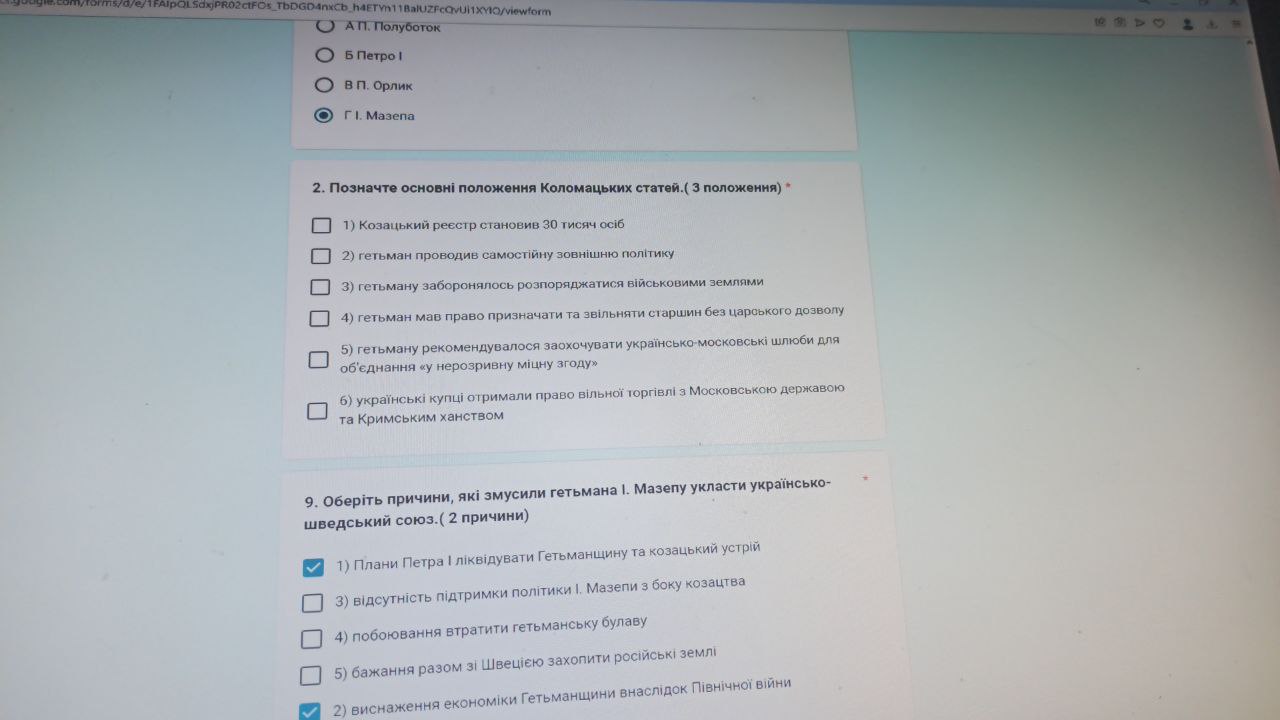 А П. Полуботок
Б Петро І
В П. Орлик
Г І. Мазепа
2. Позначте основні положення Коломацьких статей.( 3 положення) *
1) Козацький реєстр становив 30 тисяч осіб
2) гетьман проводив самостійну зовнішню політику
3) гетьману заборонялось розпоряджатися військовими землями
4) гетьман мав право призначати та звільняти старшин без царського дозволу
5) гетьману рекомендувалося заохочувати українсько-московські шлюби для
об'єднання «у нерозривну міцну згоду»
6) українські купці отримали право вільної торгівлі з Московською державою
та Кримським ханством
9. Оберіть причини, які змусили гетьмана І. Мазепу укласти українсько- *
шведський союз.( 2 причини)
1) Плани Петра І ліквідувати Гетьманщину та козацький устрій
3) відсутність підтримки політики І. Мазепи з боку козацтва
4) побоювання втратити гетьманську булаву
5) бажання разом зі Швецією захопити російські землі
2) виснаження економіки Гетьманщини внаслідок Північної війни